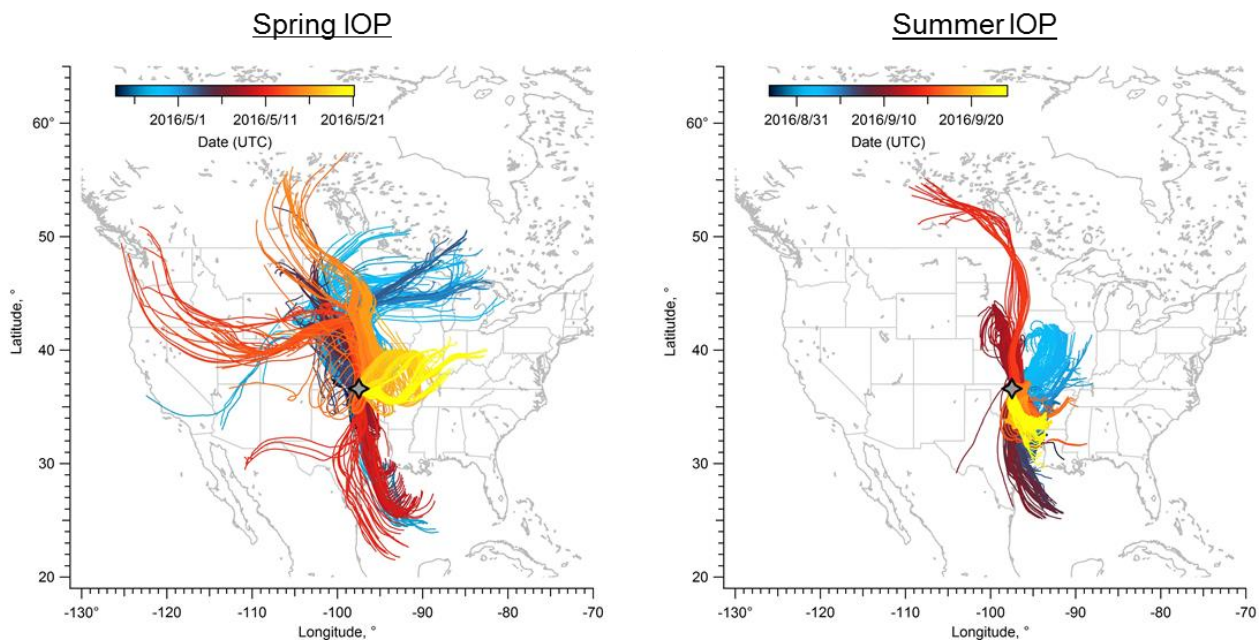 Spring IOP
2016/5/1 2016/5/11 2016/5/21
Date (UTC)
60°
50
40
30
20
Latitude, °
-130 -120 -110 -100 -90 -80 -70
Longitude, °
Summer IOP
2016/8/31 2016/9/10 2016/9/20
Date (UTC)
60°
50
40
30
20
Latitutde, °
-130 -120 -110 -100 -90 -80 -70
Longitude, °